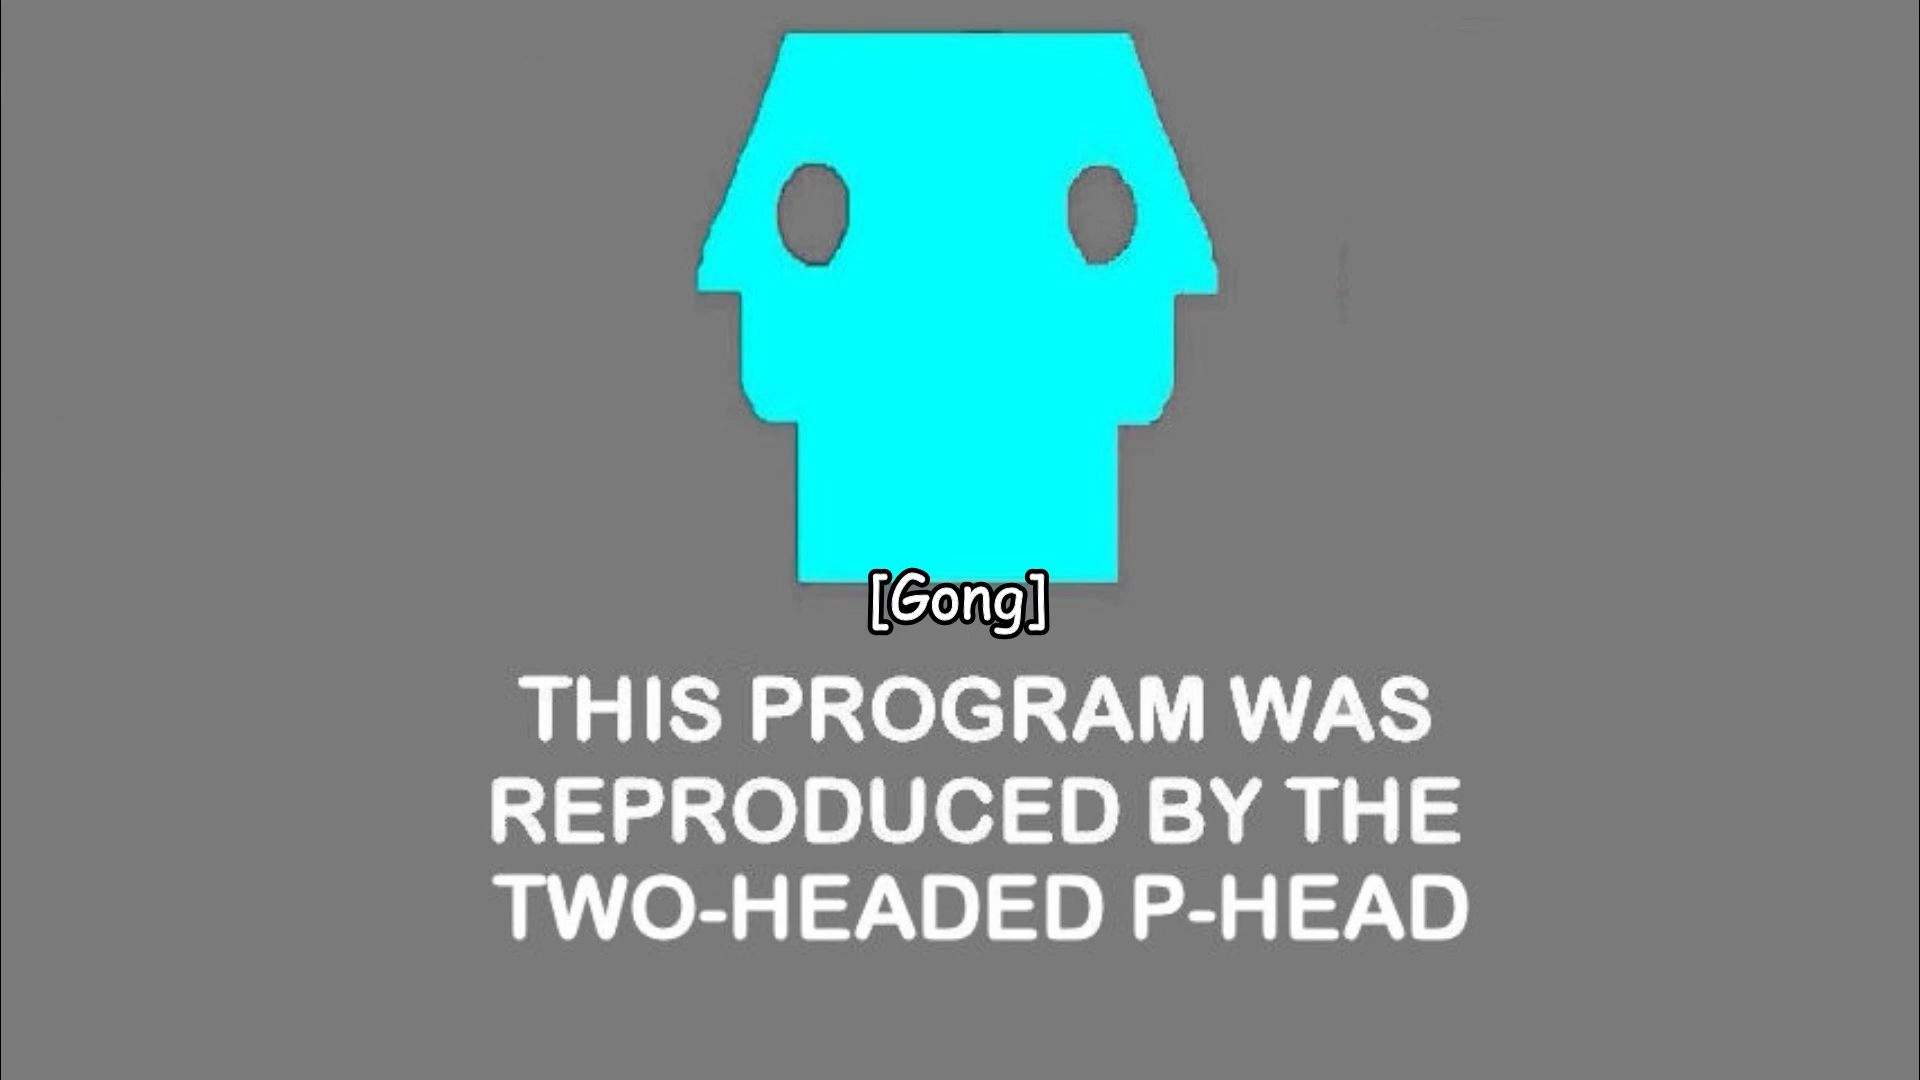 [Gong]
THIS PROGRAM WAS
REPRODUCED BY THE
TWO-HEADED P-HEAD